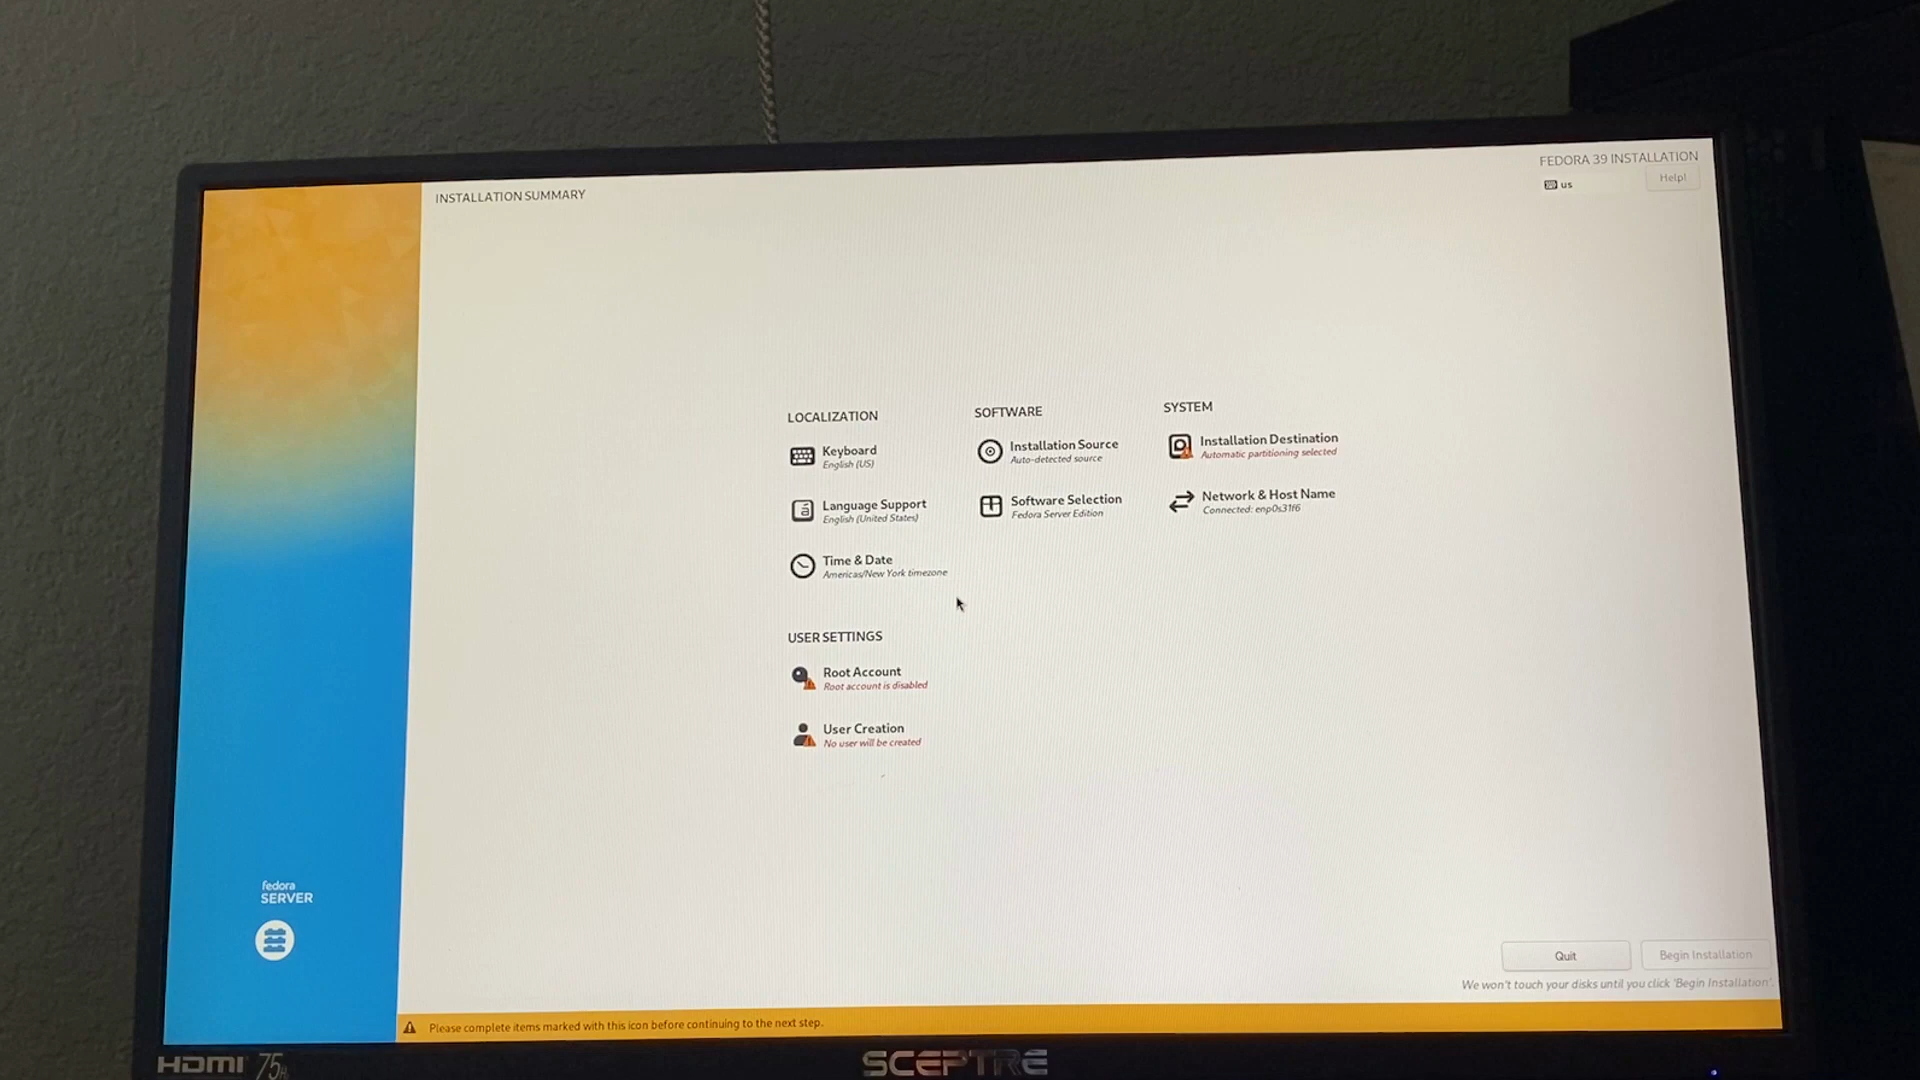 FEDORA 39 INSTALLATION
INSTALLATION SUMMARY
us
Help!
LOCALIZATION
Keyboard
English (US)
Language Support
English (United States)
Time & Date
Americas/New York timezone
SOFTWARE
Installation Source
Auto-detected source
Software Selection
Fedora Server Edition
SYSTEM
Installation Destination
Automatic partitioning selected
Network & Host Name
Connected: enp0s31f6
USER SETTINGS
Root Account
Root account is disabled
User Creation
No user will be created
fedora
SERVER
Quit
Begin Installation
We won't touch your disks until you click 'Begin Installation'.
Please complete items marked with this icon before continuing to the next step.
HDMI 75Hz
SCEPTRE